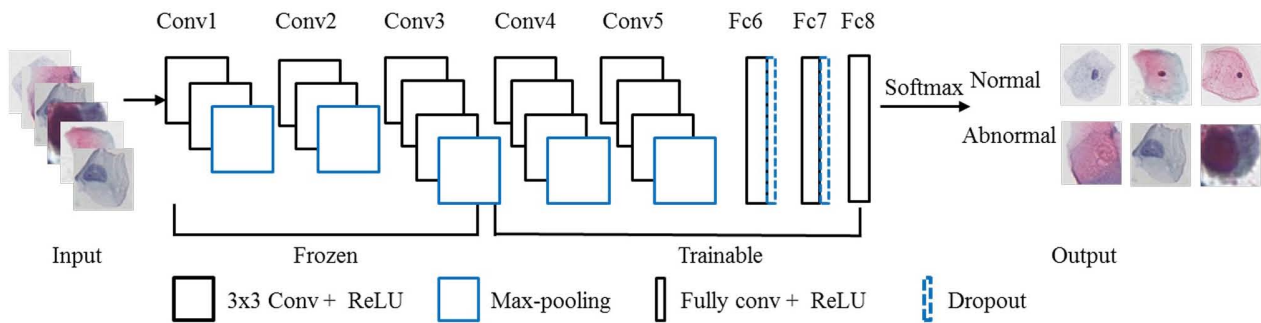 Conv1 Conv2 Conv3 Conv4 Conv5 Fc6 Fc7 Fc8
Softmax Normal
Abnormal
Input Frozen Trainable Output
3x3 Conv + ReLU Max-pooling Fully conv + ReLU Dropout